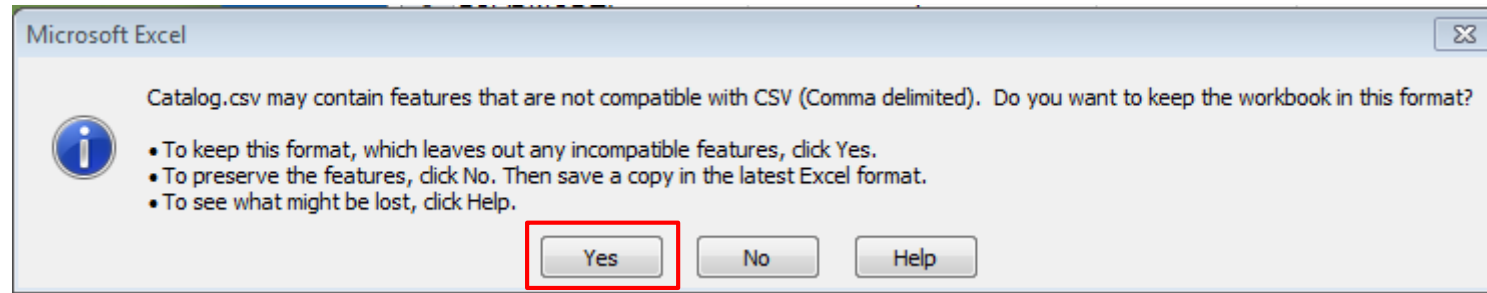 Microsoft Excel
Catalog.csv may contain features that are not compatible with CSV (Comma delimited).  Do you want to keep the workbook in this format?
• To keep this format, which leaves out any incompatible features, click Yes.
• To preserve the features, click No. Then save a copy in the latest Excel format.
• To see what might be lost, click Help.
Yes No Help